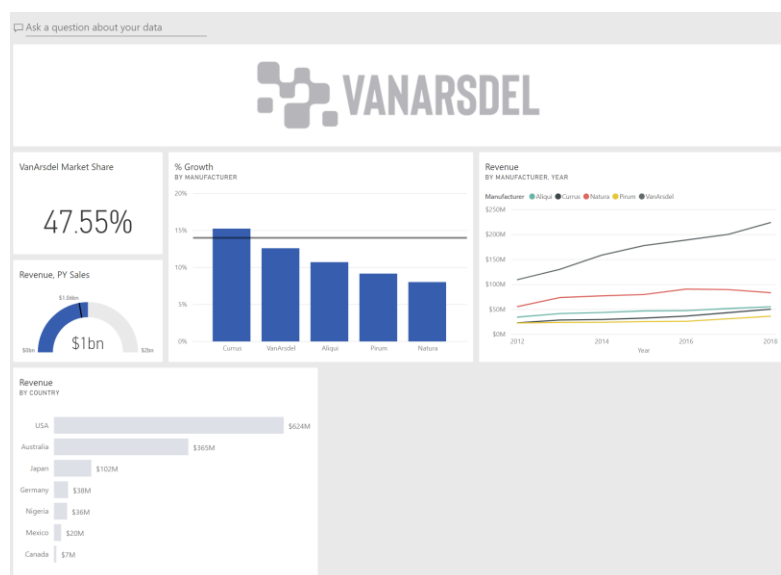 Ask a question about your data
VANARSDEL
VanArsdel Market Share
47.55%
Revenue, PY Sales
$1.04bn
$0bn
$1bn
$2bn
% Growth
BY MANUFACTURER
20%
15%
10%
5%
0%
Currus VanArsdel Aliqui Pirum Natura
Revenue
BY MANUFACTURER, YEAR
Manufacturer Aliqui Currus Natura Pirum VanArsdel
$250M
$200M
$150M
$100M
$50M
$0M
2012 2014 2016 2018
Year
Revenue
BY COUNTRY
USA $624M
Australia $365M
Japan $102M
Germany $38M
Nigeria $36M
Mexico $20M
Canada $7M